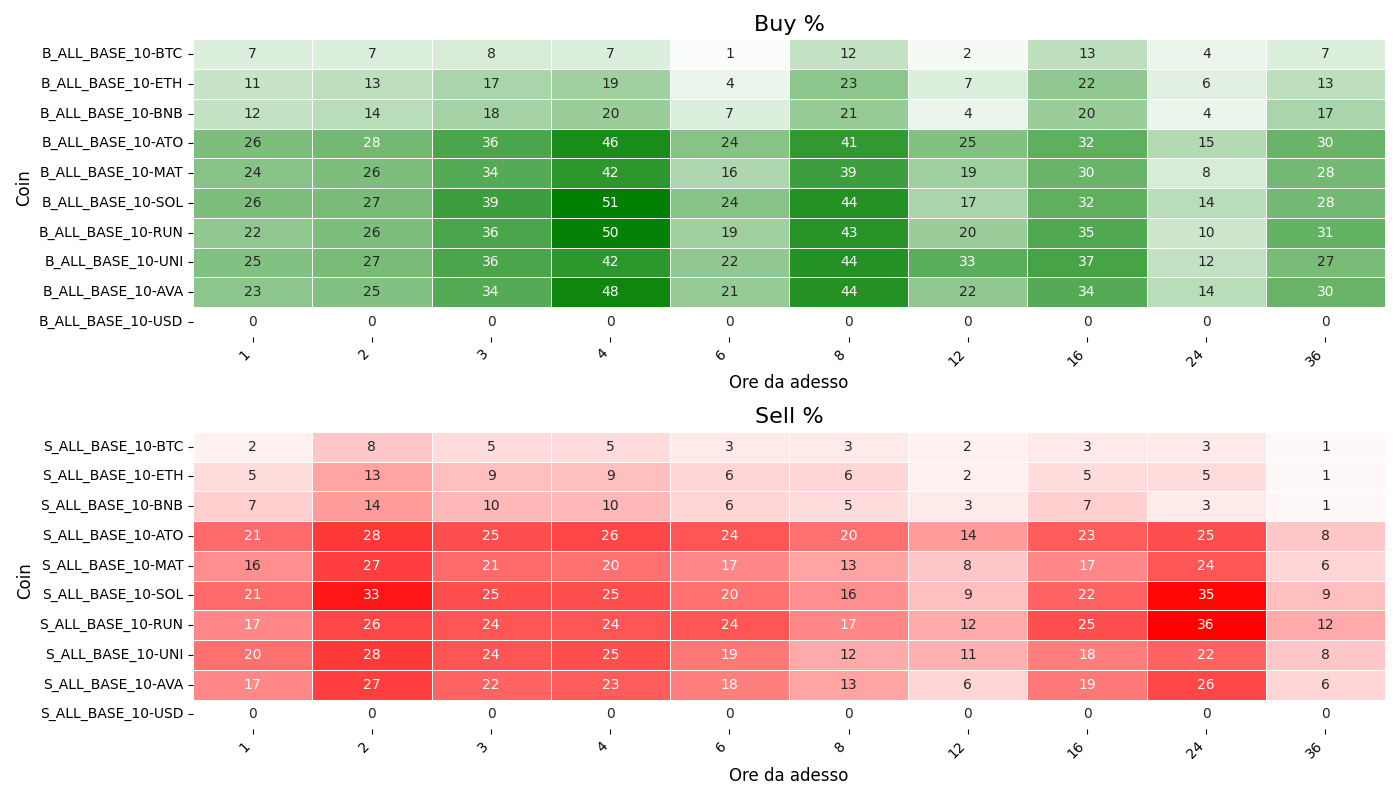 Buy %
Coin
B_ALL_BASE_10-BTC 7 7 8 7 1 12 2 13 4 7
B_ALL_BASE_10-ETH 11 13 17 19 4 23 7 22 6 13
B_ALL_BASE_10-BNB 12 14 18 20 7 21 4 20 4 17
B_ALL_BASE_10-ATO 26 28 36 46 24 41 25 32 15 30
B_ALL_BASE_10-MAT 24 26 34 42 16 39 19 30 8 28
B_ALL_BASE_10-SOL 26 27 39 51 24 44 17 32 14 28
B_ALL_BASE_10-RUN 22 26 36 50 19 43 20 35 10 31
B_ALL_BASE_10-UNI 25 27 36 42 22 44 33 37 12 27
B_ALL_BASE_10-AVA 23 25 34 48 21 44 22 34 14 30
B_ALL_BASE_10-USD 0 0 0 0 0 0 0 0 0 0
1 2 3 4 6 8 12 16 24 36
Ore da adesso
Sell %
Coin
S_ALL_BASE_10-BTC 2 8 5 5 3 3 2 3 3 1
S_ALL_BASE_10-ETH 5 13 9 9 6 6 2 5 5 1
S_ALL_BASE_10-BNB 7 14 10 10 6 5 3 7 3 1
S_ALL_BASE_10-ATO 21 28 25 26 24 20 14 23 25 8
S_ALL_BASE_10-MAT 16 27 21 20 17 13 8 17 24 6
S_ALL_BASE_10-SOL 21 33 25 25 20 16 9 22 35 9
S_ALL_BASE_10-RUN 17 26 24 24 24 17 12 25 36 12
S_ALL_BASE_10-UNI 20 28 24 25 19 12 11 18 22 8
S_ALL_BASE_10-AVA 17 27 22 23 18 13 6 19 26 6
S_ALL_BASE_10-USD 0 0 0 0 0 0 0 0 0 0
1 2 3 4 6 8 12 16 24 36
Ore da adesso